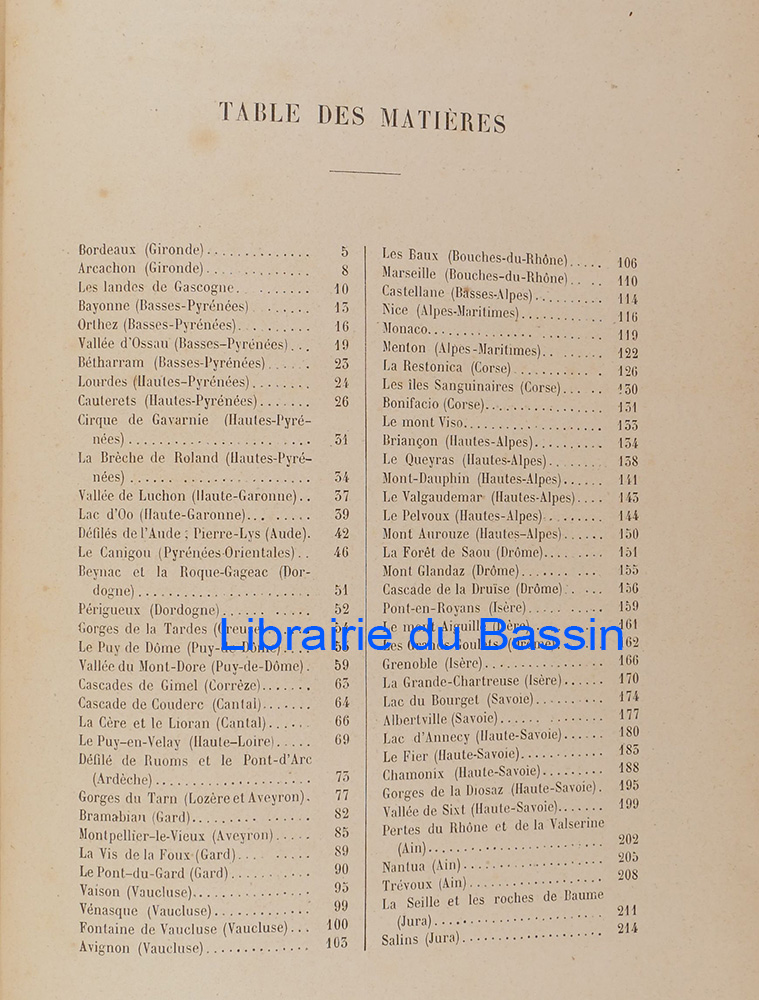 TABLE DES MATIÈRES
Bordeaux (Gironde) . . . . . . . . . . . . . . 5
Arcachon (Gironde) . . . . . . . . . . . . . . 8
Les landes de Gascogne . . . . . . . . . . 10
Bayonne (Basses-Pyrénées) . . . . . . . 13
Orthez (Basses-Pyrénées) . . . . . . . . . 16
Vallée d'Ossau (Basses-Pyrénées) . . . 19
Bétharram (Basses-Pyrénées) . . . . . . 23
Lourdes (Hautes-Pyrénées) . . . . . . . . 24
Cauterets (Hautes-Pyrénées) . . . . . . . 26
Cirque de Gavarnie (Hautes-Pyré-
nées) . . . . . . . . . . . . . . . . . . . . . . . 31
La Brèche de Roland (Hautes-Pyré-
nées) . . . . . . . . . . . . . . . . . . . . . . . 34
Vallée de Luchon (Haute-Garonne) . . 37
Lac d'Oo (Haute-Garonne) . . . . . . . . 39
Défilés de l'Aude ; Pierre-Lys (Aude) . 42
Le Canigou (Pyrénées-Orientales) . . 46
Beynac et la Roque-Gageac (Dor-
dogne) . . . . . . . . . . . . . . . . . . . . . . 51
Périgueux (Dordogne) . . . . . . . . . . . 52
Gorges de la Tardes (Creuse
Le Puy de Dôme (Puy-de-Dôme) . . . .
Vallée du Mont-Dore (Puy-de-Dôme) . 59
Cascades de Gimel (Corrèze) . . . . . . . 63
Cascade de Couderc (Cantal) . . . . . . . 64
La Cère et le Lioran (Cantal) . . . . . . 66
Le Puy-en-Velay (Haute-Loire) . . . . . 69
Défilé de Ruoms et le Pont-d'Arc
(Ardèche) . . . . . . . . . . . . . . . . . . . . 73
Gorges du Tarn (Lozère et Aveyron) . 77
Bramabian (Gard) . . . . . . . . . . . . . . . 82
Montpellier-le-Vieux (Aveyron) . . . . . 85
La Vis de la Foux (Gard) . . . . . . . . . . 89
Le Pont-du-Gard (Gard) . . . . . . . . . . . 90
Vaison (Vaucluse) . . . . . . . . . . . . . . . 95
Vénasque (Vaucluse) . . . . . . . . . . . . . 99
Fontaine de Vaucluse (Vaucluse) . . . 100
Avignon (Vaucluse) . . . . . . . . . . . . . . 103
Les Baux (Bouches-du-Rhône) . . . . . 106
Marseille (Bouches-du-Rhône) . . . . 110
Castellane (Basses-Alpes) . . . . . . . . . 114
Nice (Alpes-Maritimes) . . . . . . . . . . . 116
Monaco . . . . . . . . . . . . . . . . . . . . . . . 119
Menton (Alpes-Maritimes) . . . . . . . . 122
La Restonica (Corse) . . . . . . . . . . . . . 126
Les îles Sanguinaires (Corse) . . . . . 130
Bonifacio (Corse) . . . . . . . . . . . . . . . . 131
Le mont Viso . . . . . . . . . . . . . . . . . . . 133
Briançon (Hautes-Alpes) . . . . . . . . . . 134
Le Queyras (Hautes-Alpes) . . . . . . . . 138
Mont-Dauphin (Hautes-Alpes) . . . . . . 141
Le Valgaudemar (Hautes-Alpes) . . . . 143
Le Pelvoux (Hautes-Alpes) . . . . . . . . 144
Mont Aurouze (Hautes-Alpes) . . . . . . 150
La Forêt de Saou (Drôme) . . . . . . . . . 151
Mont Glandaz (Drôme) . . . . . . . . . . . 155
Cascade de la Druïse (Drôme) . . . . . 156
Pont-en-Royans (Isère) . . . . . . . . . . . 159
Le mont Aiguille (Isère) . . . . . . . . . . 161
Les Grands Goulets 162
Grenoble (Isère) . . . . . . . . . . . . . . . . . 166
La Grande-Chartreuse (Isère) . . . . . . 170
Lac du Bourget (Savoie) . . . . . . . . . . 174
Albertville (Savoie) . . . . . . . . . . . . . . 177
Lac d'Annecy (Haute-Savoie) . . . . . . 180
Le Fier (Haute-Savoie) . . . . . . . . . . . . 183
Chamonix (Haute-Savoie) . . . . . . . . . 188
Gorges de la Diosaz (Haute-Savoie) . 195
Vallée de Sixt (Haute-Savoie) . . . . . . 199
Pertes du Rhône et de la Valserine
(Ain) . . . . . . . . . . . . . . . . . . . . . . . . 202
Nantua (Ain) . . . . . . . . . . . . . . . . . . . 205
Trévoux (Ain) . . . . . . . . . . . . . . . . . . 208
La Seille et les roches de Baume
(Jura) . . . . . . . . . . . . . . . . . . . . . . . 211
Salins (Jura) . . . . . . . . . . . . . . . . . . . 214
Librairie du Bassin